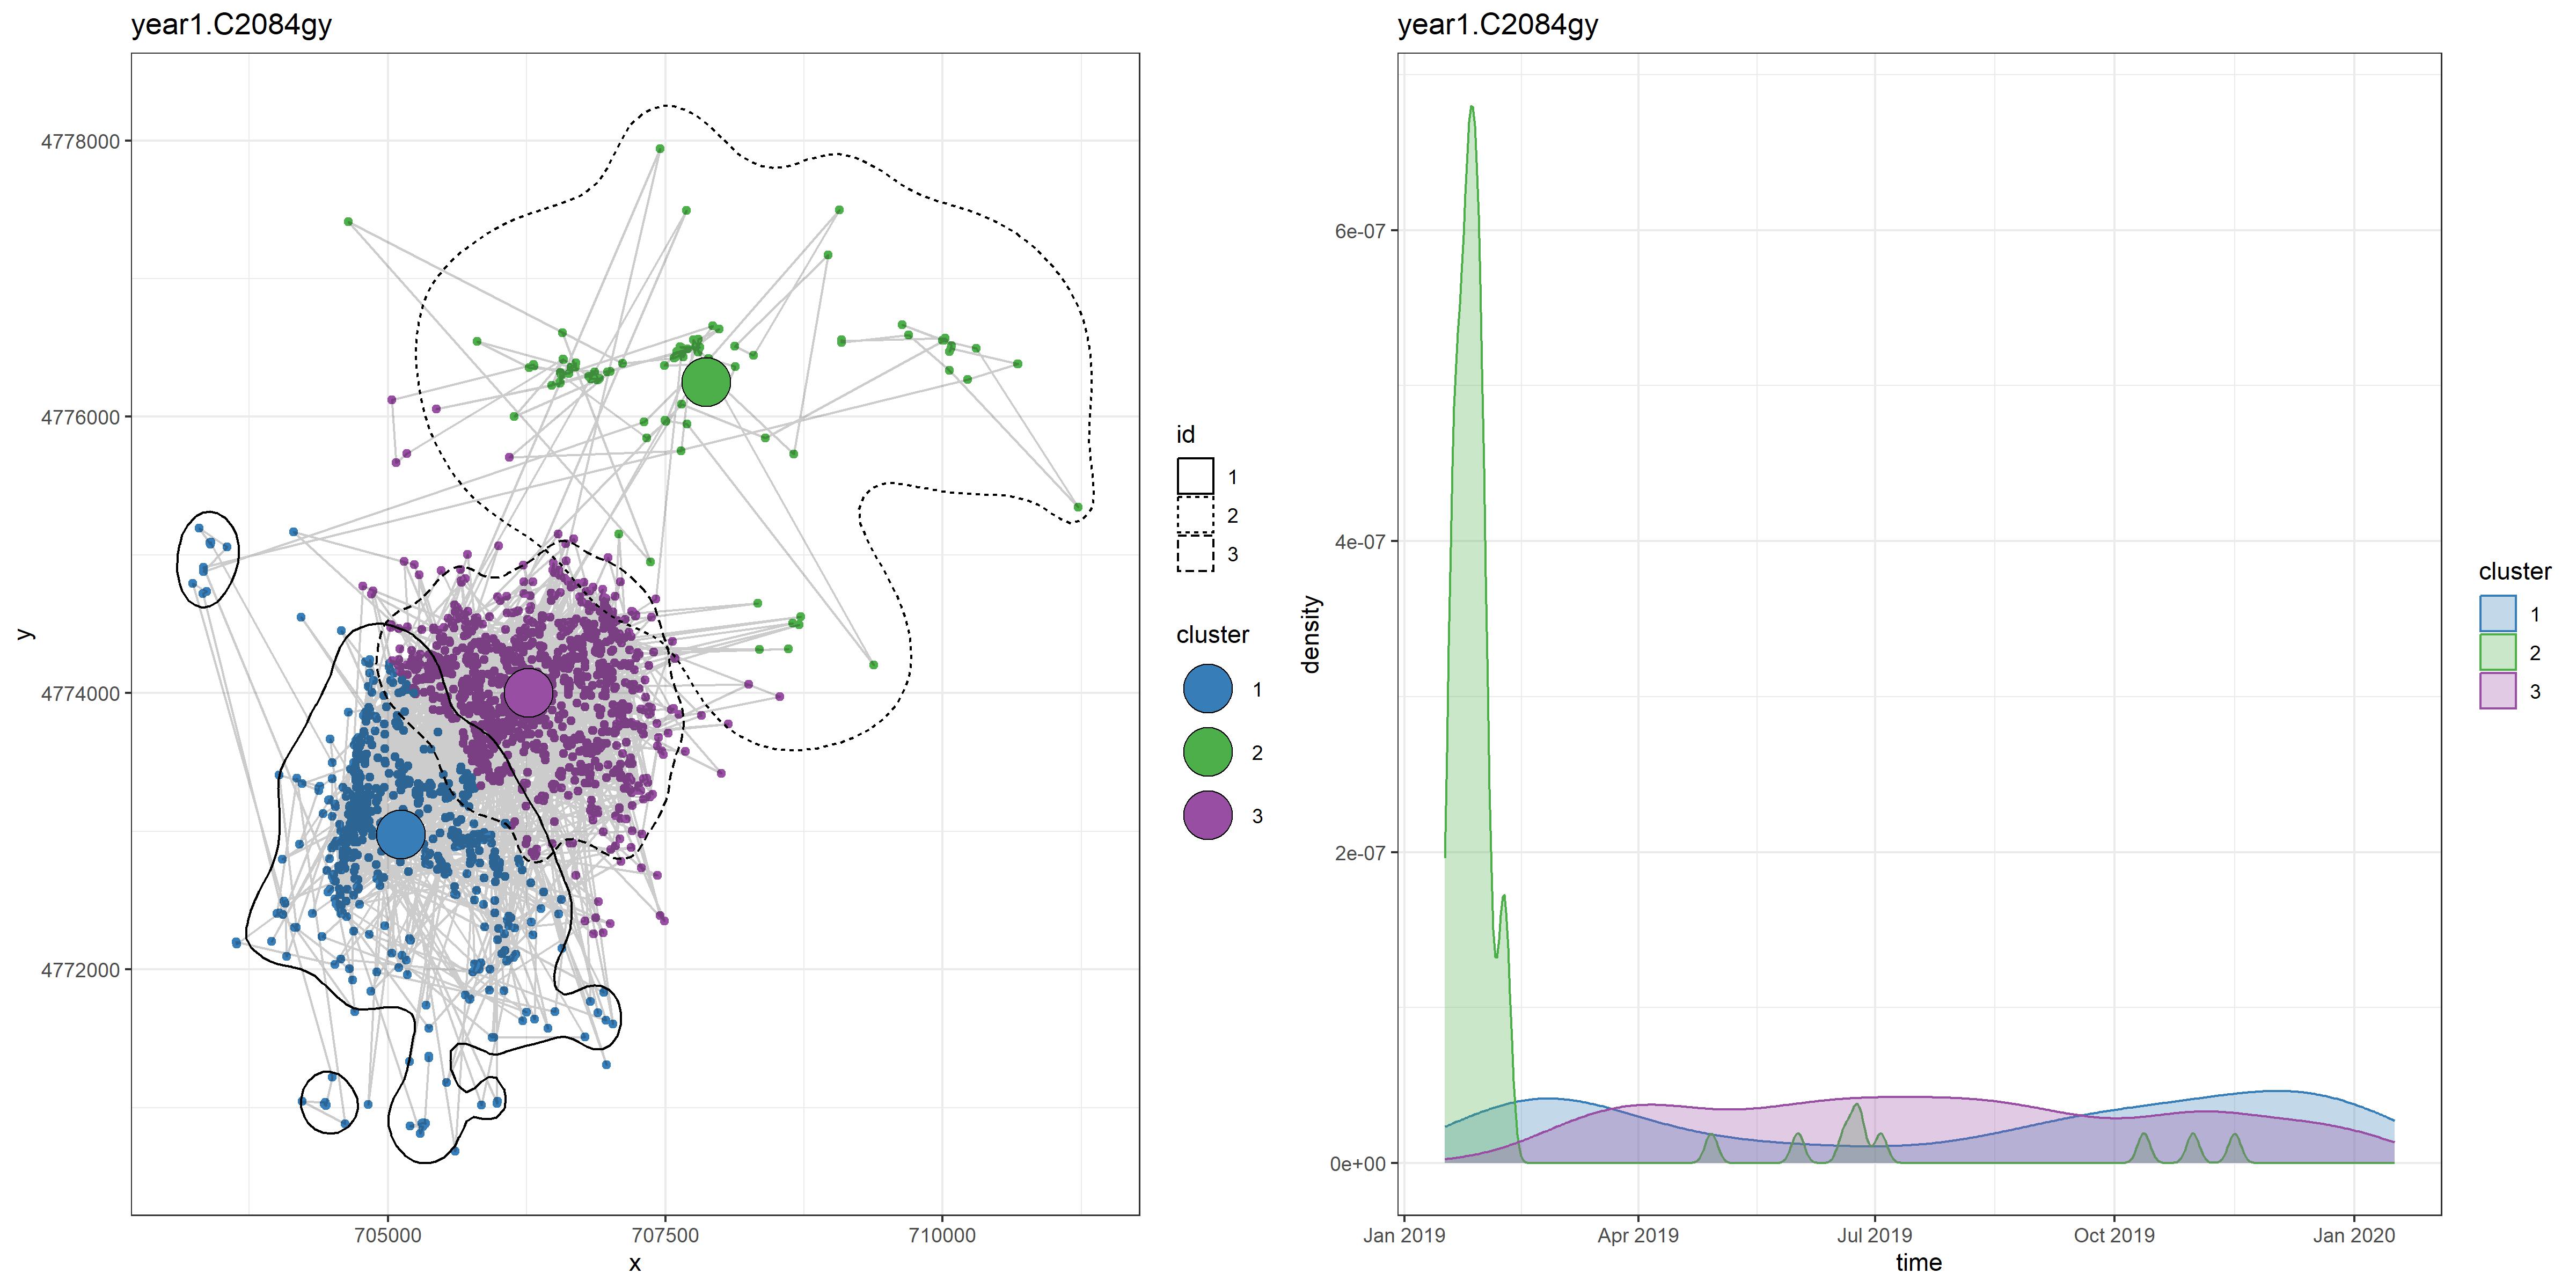 year1.C2084gy
4778000
4776000
4774000
4772000
y
705000
707500
710000
x
id
1
2
3
cluster
1
2
3
year1.C2084gy
6e-07
4e-07
2e-07
0e+00
density
Jan 2019
Apr 2019
Jul 2019
Oct 2019
Jan 2020
time
cluster
1
2
3